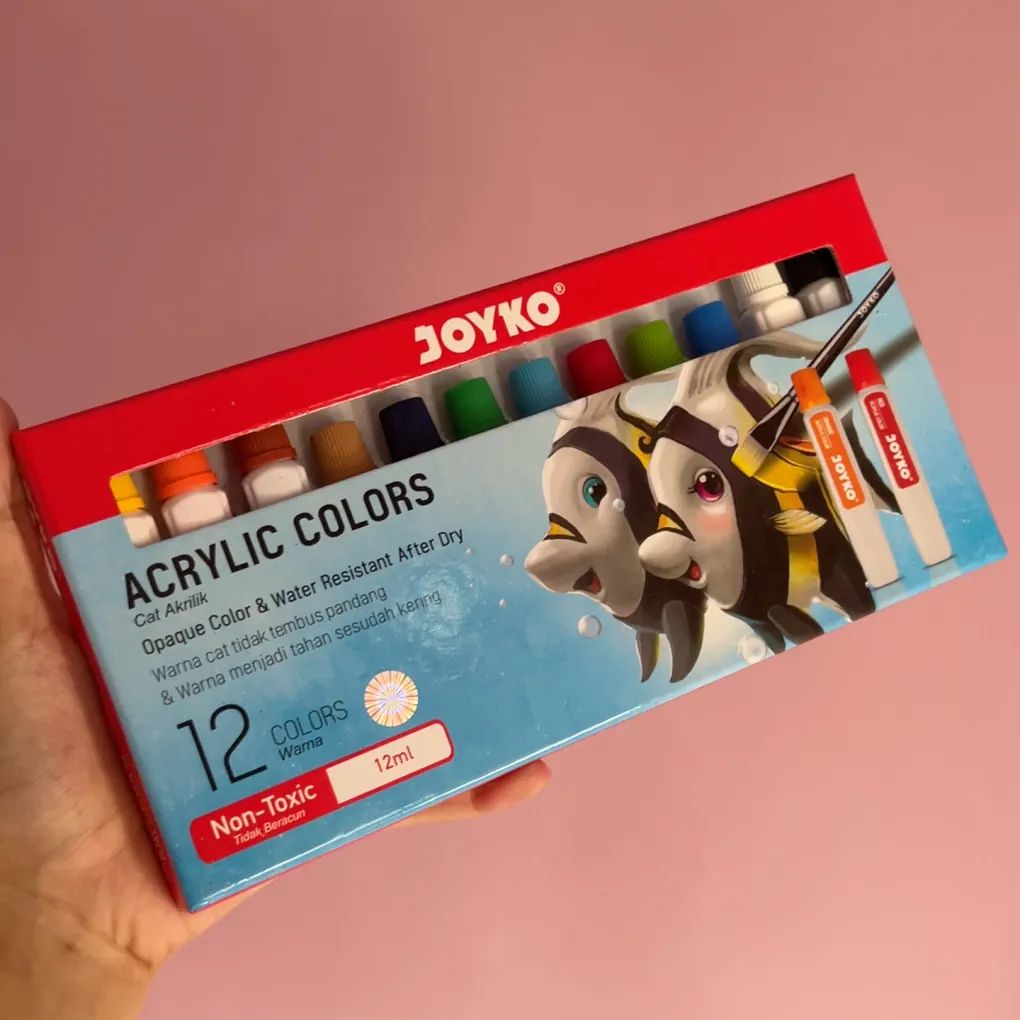 JOYKO®
ACRYLIC COLORS
Cat Akrilik
Opaque Color & Water Resistant After Dry
Warna cat tidak tembus pandang
& Warna menjadi tahan sesudah kering
12 COLORS
Warna
Non-Toxic
Tidak Beracun
12ml
JOYKO
JOYKO®
JOYKO®